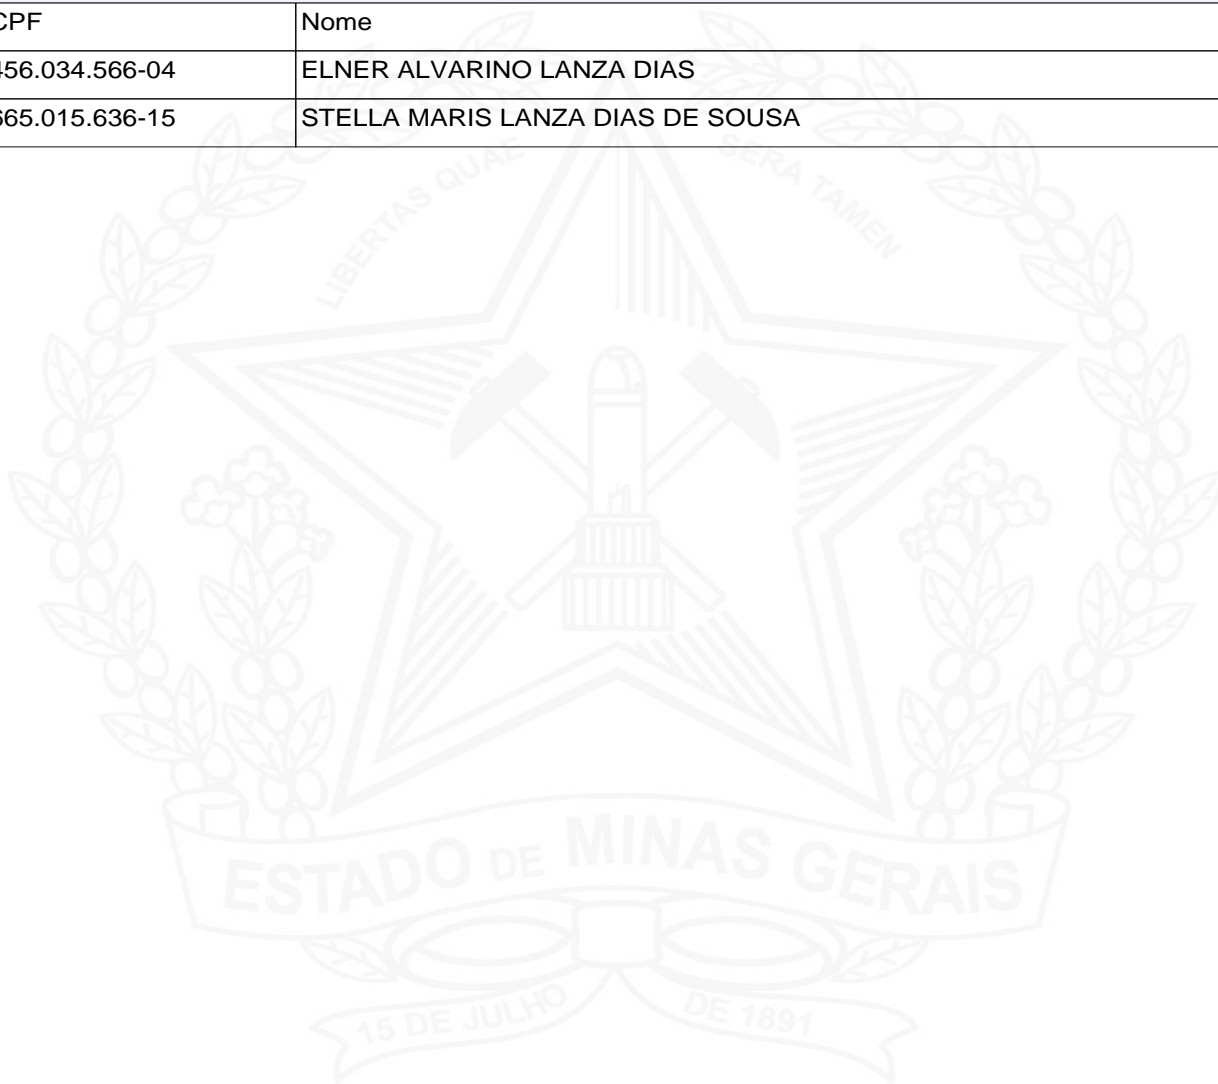 CPF Nome
456.034.566-04 ELNER ALVARINO LANZA DIAS
665.015.636-15 STELLA MARIS LANZA DIAS DE SOUSA
LIBERTAS QUAE SERA TAMEN
ESTADO DE MINAS GERAIS
15 DE JULHO DE 1891